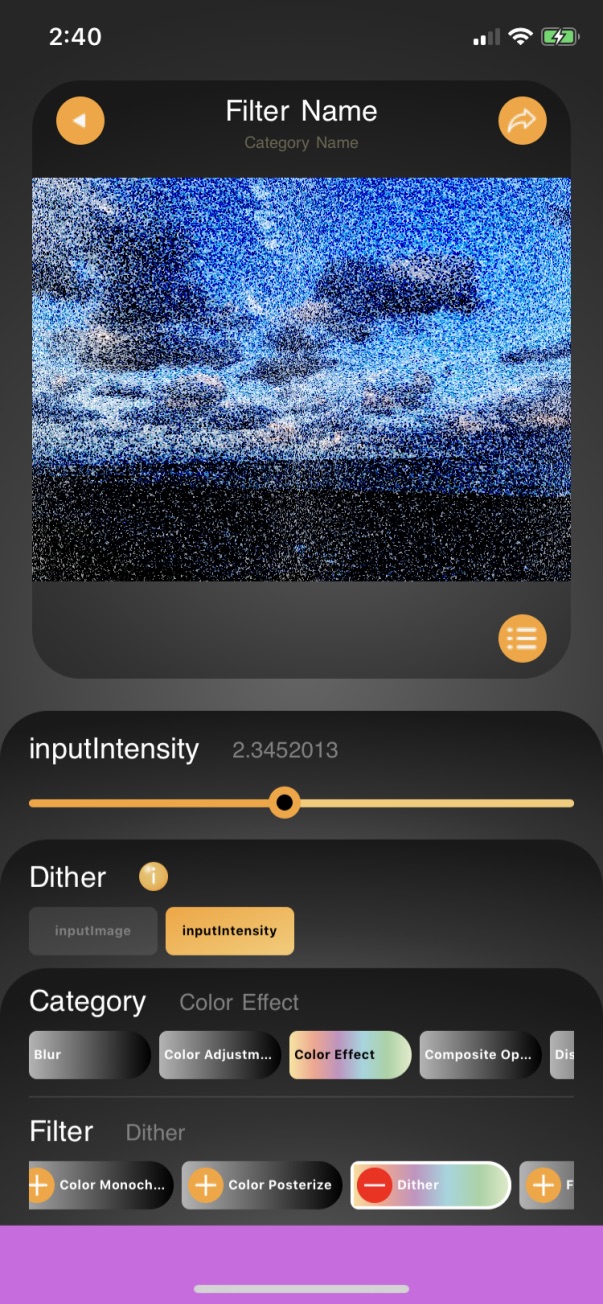 2:40
Filter Name
Category Name
inputIntensity 2.3452013
Dither i
inputImage inputIntensity
Category Color Effect
Blur Color Adjustm... Color Effect Composite Op... Dis
Filter Dither
Color Monoch... Color Posterize Dither F